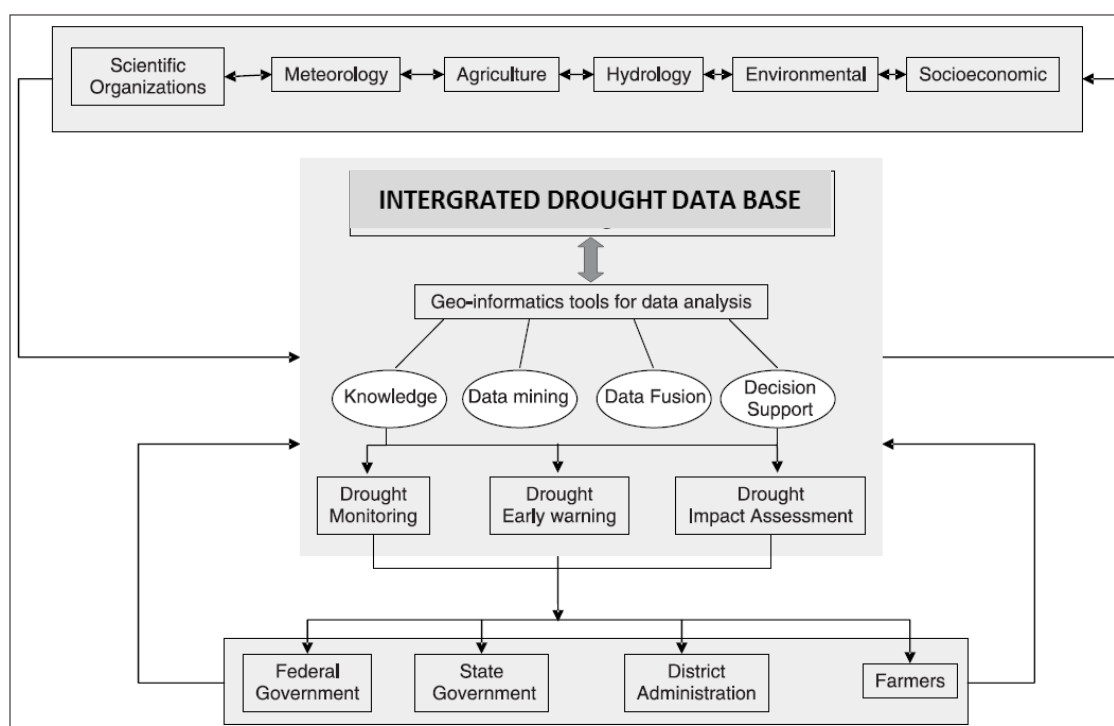 Scientific
Organizations
Meteorology
Agriculture
Hydrology
Environmental
Socioeconomic
INTERGRATED DROUGHT DATA BASE
Geo-informatics tools for data analysis
Knowledge
Data mining
Data Fusion
Decision
Support
Drought
Monitoring
Drought
Early warning
Drought
Impact Assessment
Federal
Government
State
Government
District
Administration
Farmers